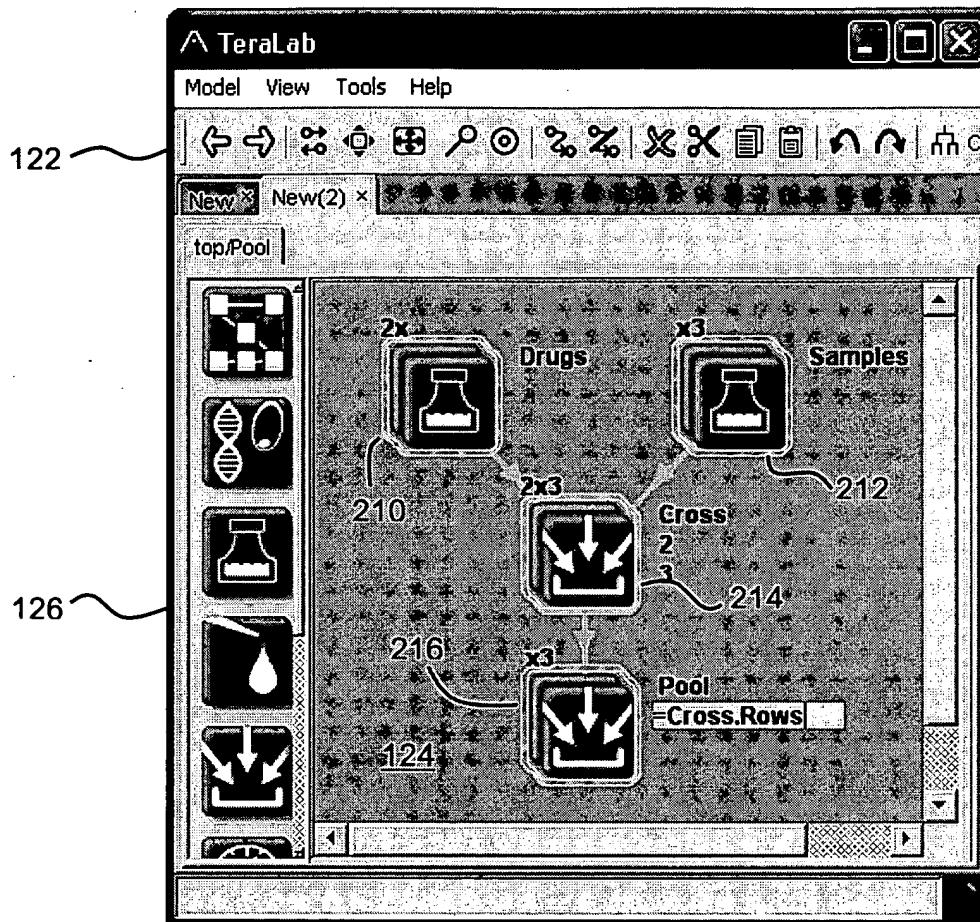 TeraLab
Model View Tools Help
122
New × New(2) ×
top/Pool
2x
x3
Drugs
Samples
210
2x3
212
Cross
2
3
126
214
216
x3
Pool
=Cross.Rows
124